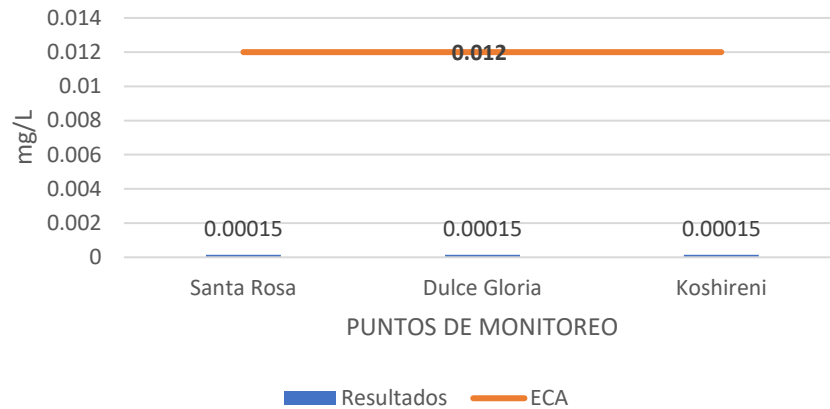 0.014
0.012
0.01
0.008
0.006
0.004
0.002
0
mg/L
0.012
0.00015 0.00015 0.00015
Santa Rosa Dulce Gloria Koshireni
PUNTOS DE MONITOREO
Resultados ECA